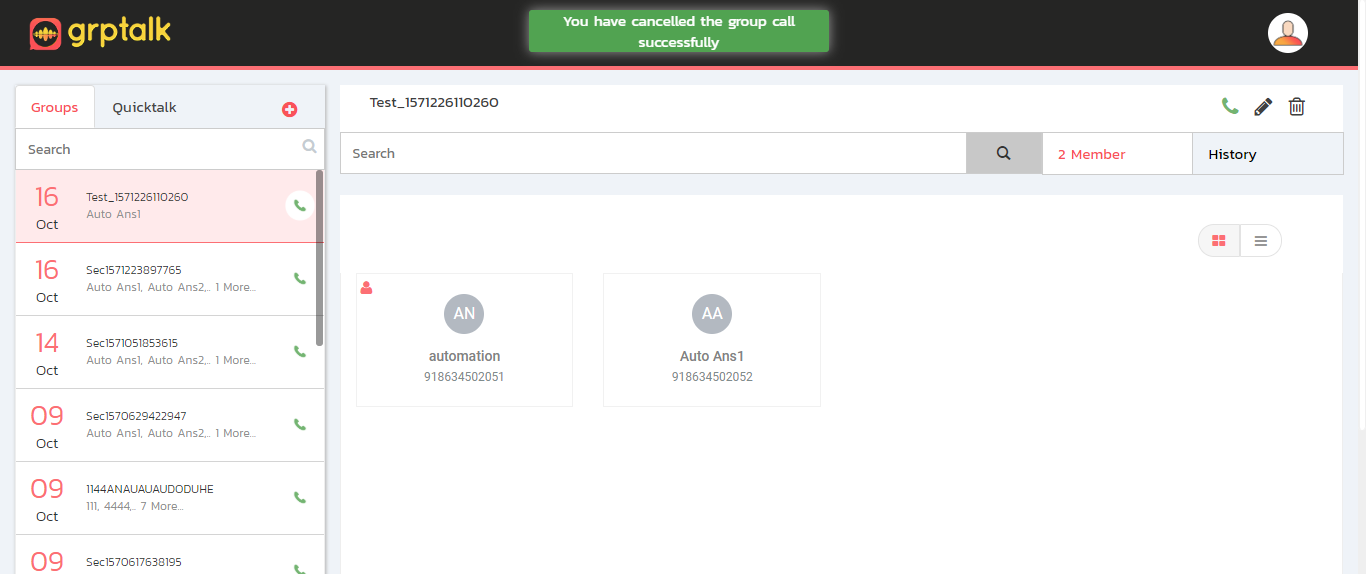 grptalk
You have cancelled the group call
successfully
Groups
Quicktalk
Search
16
Oct
Test_1571226110260
Auto Ans1
16
Oct
Sec1571223897765
Auto Ans1, Auto Ans2,.. 1 More...
14
Oct
Sec1571051853615
Auto Ans1, Auto Ans2,.. 1 More...
09
Oct
Sec1570629422947
Auto Ans1, Auto Ans2,.. 1 More...
09
Oct
1144ANAUAUAUDODUHE
111, 4444,.. 7 More...
09
Sec1570617638195
Test_1571226110260
Search
2 Member
History
AN
automation
918634502051
AA
Auto Ans1
918634502052